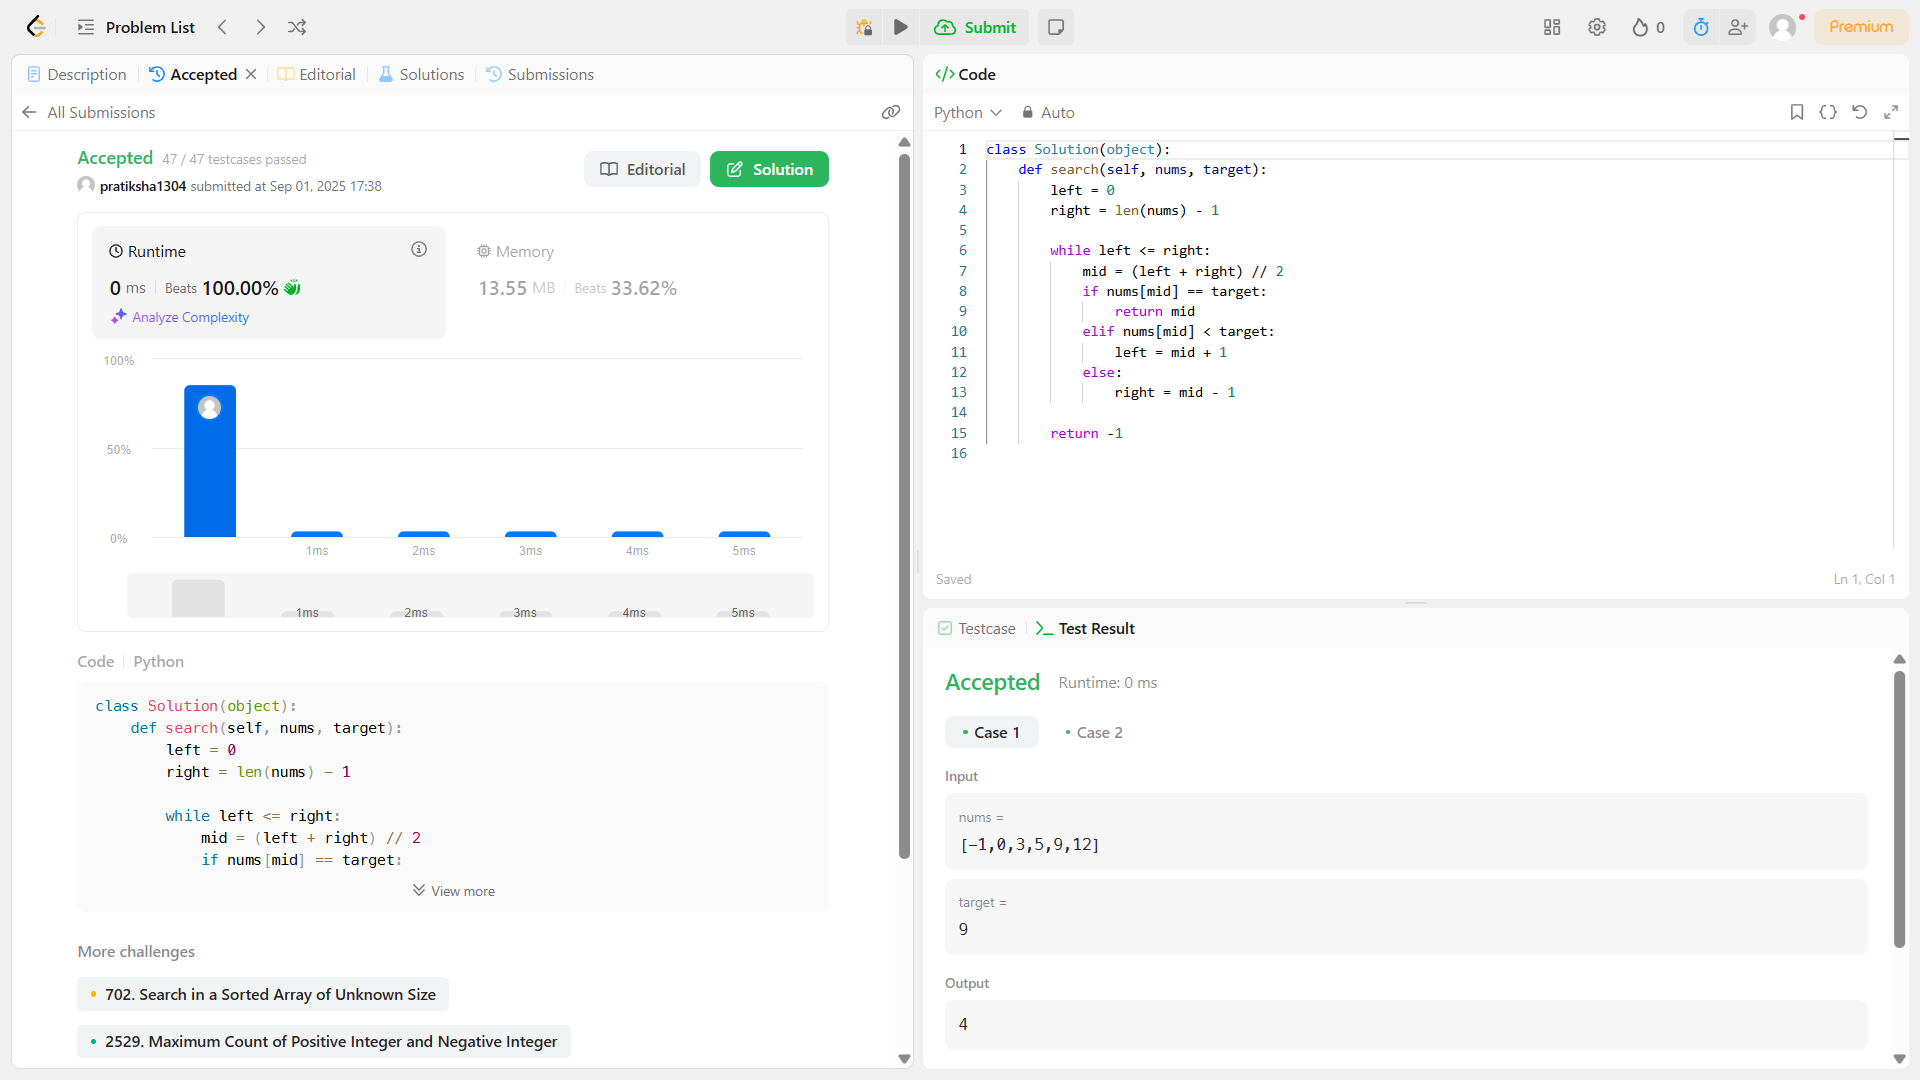 Problem List
Submit
0
Premium
Description
Accepted
Editorial
Solutions
Submissions
All Submissions
Accepted 47 / 47 testcases passed
pratiksha1304 submitted at Sep 01, 2025 17:38
Editorial
Solution
Runtime
0 ms Beats 100.00%
Analyze Complexity
Memory
13.55 MB Beats 33.62%
100%
50%
0%
1ms 2ms 3ms 4ms 5ms
1ms 2ms 3ms 4ms 5ms
Code Python
class Solution(object):
    def search(self, nums, target):
        left = 0
        right = len(nums) - 1

        while left <= right:
            mid = (left + right) // 2
            if nums[mid] == target:
View more
More challenges
702. Search in a Sorted Array of Unknown Size
2529. Maximum Count of Positive Integer and Negative Integer
</> Code
Python Auto
1 class Solution(object):
2     def search(self, nums, target):
3         left = 0
4         right = len(nums) - 1
5
6         while left <= right:
7             mid = (left + right) // 2
8             if nums[mid] == target:
9                 return mid
10             elif nums[mid] < target:
11                 left = mid + 1
12             else:
13                 right = mid - 1
14
15         return -1
16
Saved
Ln 1, Col 1
Testcase
Test Result
Accepted Runtime: 0 ms
Case 1
Case 2
Input
nums =
[-1,0,3,5,9,12]
target =
9
Output
4